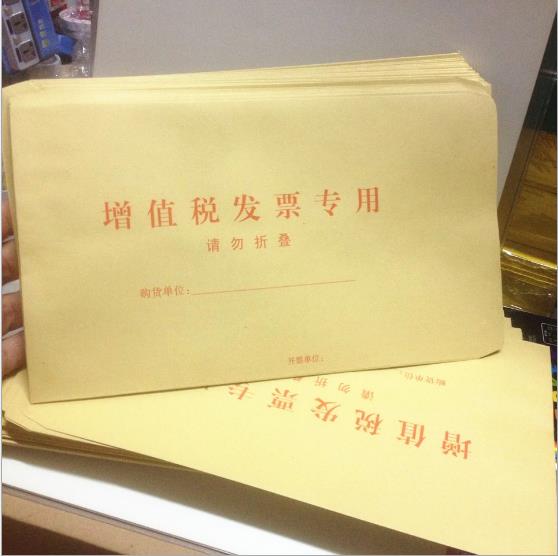 增值税发票专用
请勿折叠
购货单位：
开票单位：
购货单位：
请勿折
增值税发票专